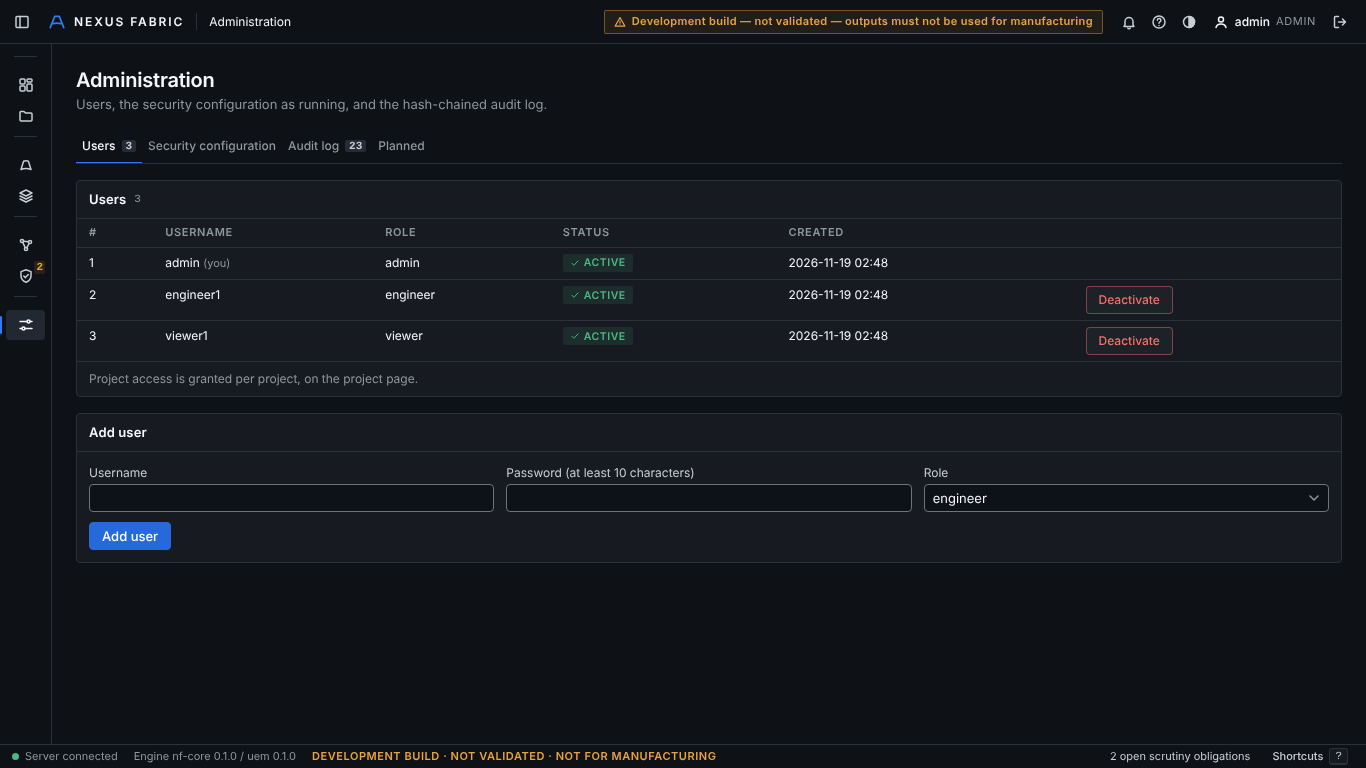 NEXUS FABRIC Administration Development build — not validated — outputs must not be used for manufacturing admin ADMIN
Administration
Users, the security configuration as running, and the hash-chained audit log.
Users 3 Security configuration Audit log 23 Planned
Users 3
# USERNAME ROLE STATUS CREATED
1 admin (you) admin ACTIVE 2026-11-19 02:48
2 engineer1 engineer ACTIVE 2026-11-19 02:48 Deactivate
2
3 viewer1 viewer ACTIVE 2026-11-19 02:48 Deactivate
Project access is granted per project, on the project page.
Add user
Username Password (at least 10 characters) Role
engineer
Add user
Server connected Engine nf-core 0.1.0 / uem 0.1.0 DEVELOPMENT BUILD · NOT VALIDATED · NOT FOR MANUFACTURING 2 open scrutiny obligations Shortcuts ?